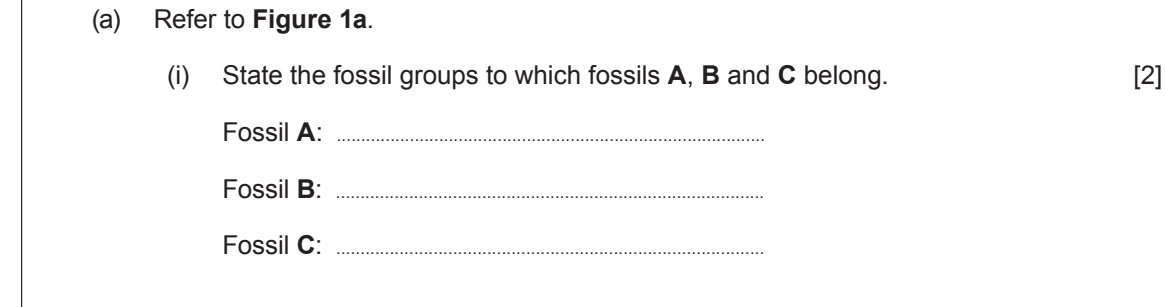 (a) Refer to Figure 1a.
(i) State the fossil groups to which fossils A, B and C belong. [2]
Fossil A: ........................................................................................
Fossil B: ........................................................................................
Fossil C: ........................................................................................